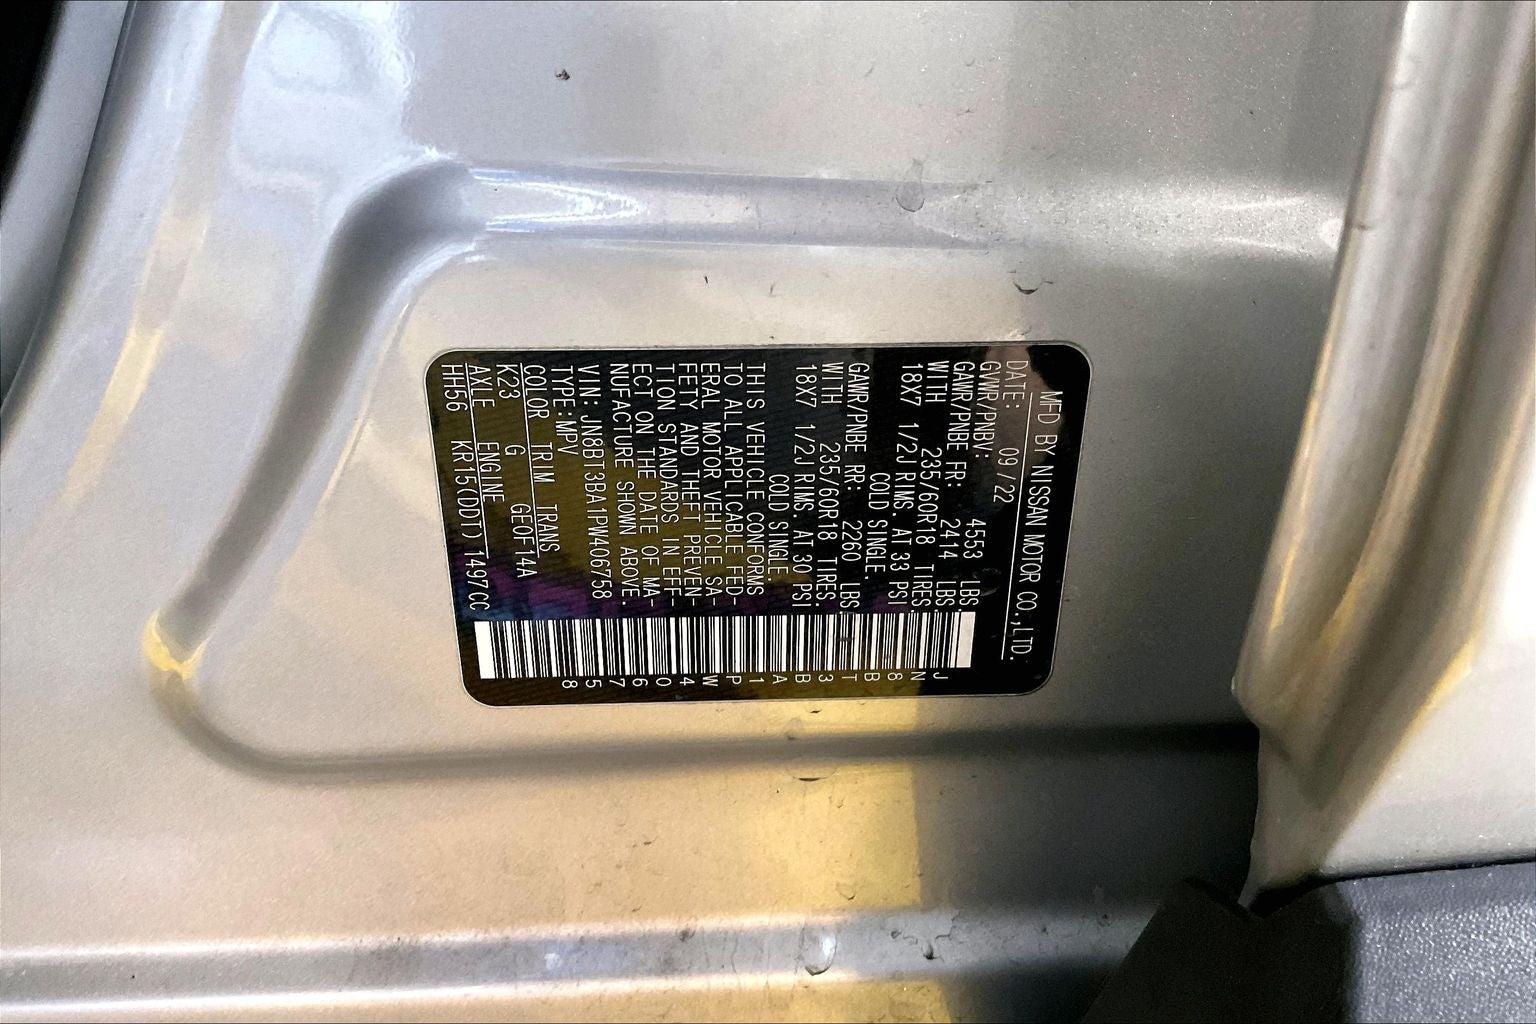 MFD BY NISSAN MOTOR CO.,LTD.
DATE: 09/22
GVWR/PNBV: 4553 LBS
GAWR/PNBE FR: 2414 LBS.
WITH 235/60R18 TIRES.
18X7 1/2J RIMS. AT 33 PSI
COLD SINGLE.
GAWR/PNBE RR: 2260 LBS.
WITH 235/60R18 TIRES.
18X7 1/2J RIMS. AT 30 PSI
COLD SINGLE.
THIS VEHICLE CONFORMS
TO ALL APPLICABLE FED-
ERAL MOTOR VEHICLE SA-
FETY AND THEFT PREVEN-
TION STANDARDS IN EFF-
ECT ON THE DATE OF MA-
NUFACTURE SHOWN ABOVE.
VIN: JN8BT3BA1PW406758
TYPE:MPV
COLOR TRIM TRANS
K23 G GE0F14A
AXLE ENGINE
HH56 KR15(DDT) 1497CC
JN8BT3BA1PW406758